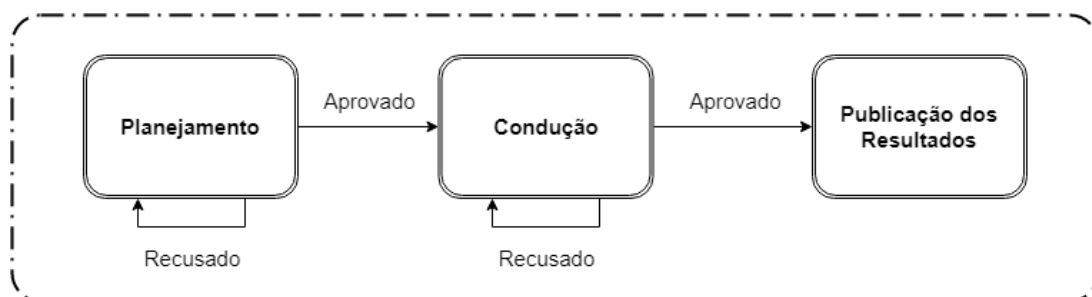 Planejamento
Aprovado
Condução
Aprovado
Publicação dos
Resultados
Recusado
Recusado